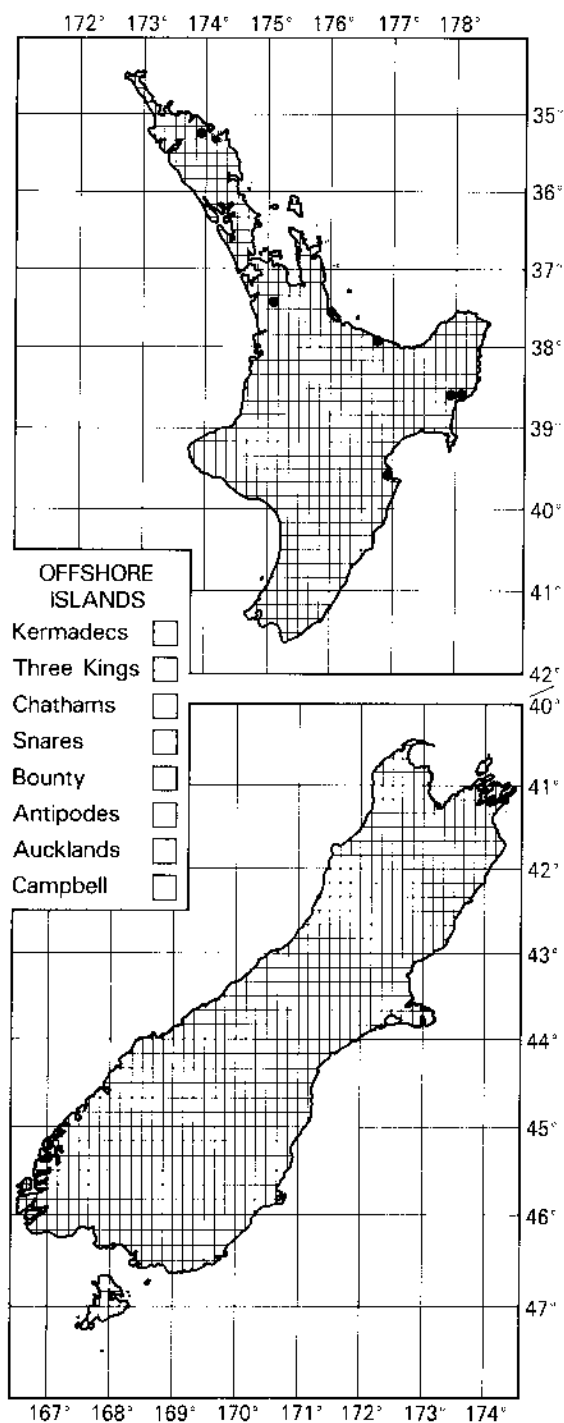 172° 173° 174° 175° 176° 177° 178°
35°
36°
37°
38°
39°
40°
41°
42°
OFFSHORE
ISLANDS
Kermadecs
Three Kings
Chathams
Snares
Bounty
Antipodes
Aucklands
Campbell
40°
41°
42°
43°
44°
45°
46°
47°
167° 168° 169° 170° 171° 172° 173° 174°